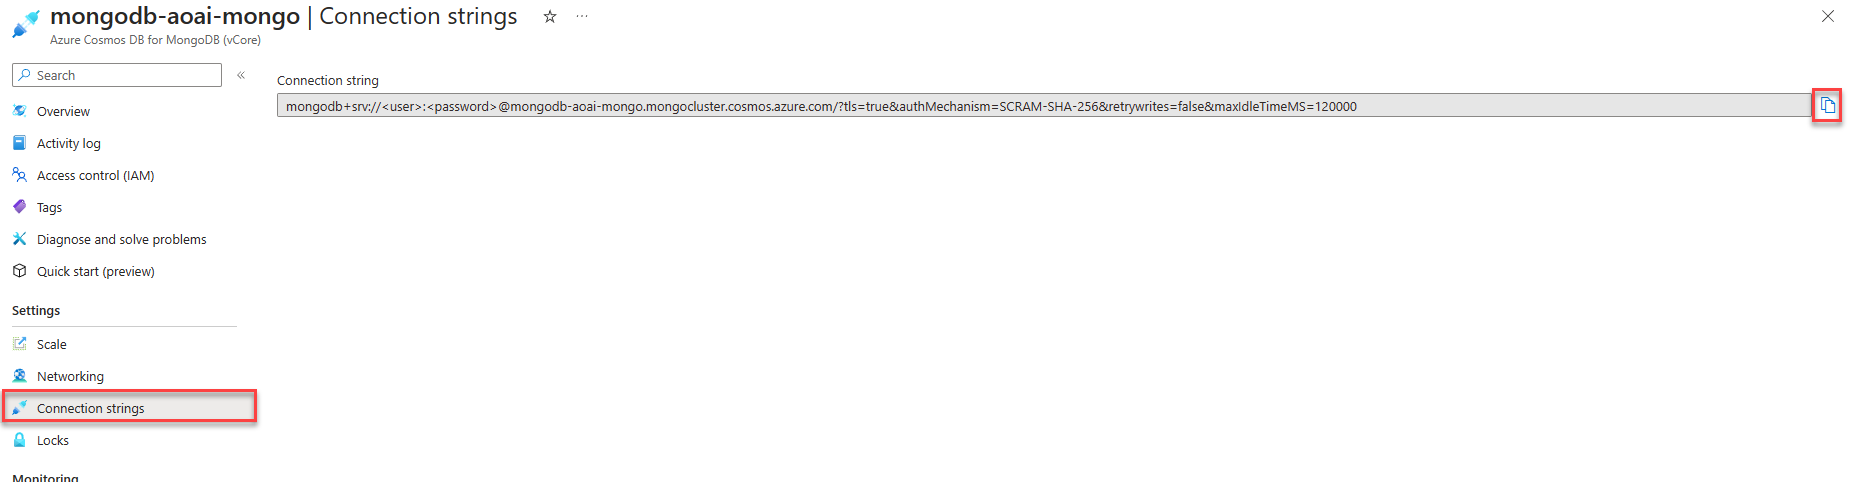 mongodb-aoai-mongo | Connection strings
Azure Cosmos DB for MongoDB (vCore)
Search
Overview
Activity log
Access control (IAM)
Tags
Diagnose and solve problems
Quick start (preview)
Settings
Scale
Networking
Connection strings
Locks
Monitoring
Connection string
mongodb+srv://<user>:<password>@mongodb-aoai-mongo.mongocluster.cosmos.azure.com/?tls=true&authMechanism=SCRAM-SHA-256&retrywrites=false&maxIdleTimeMS=120000